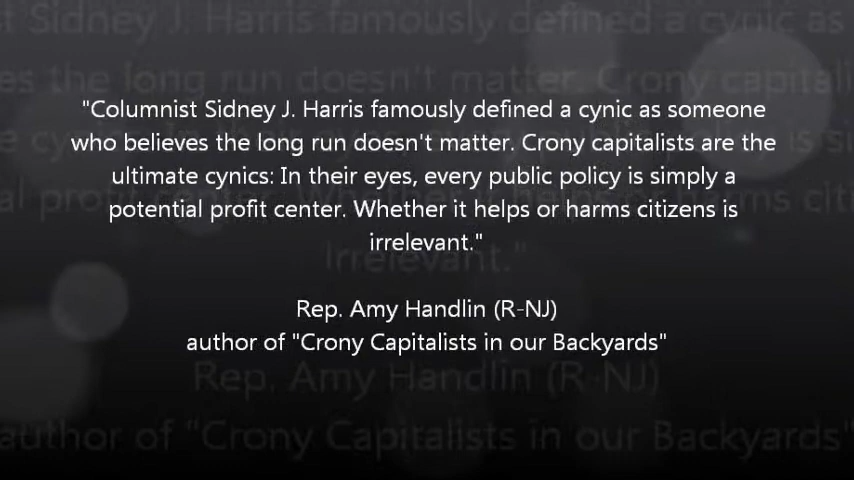 "Columnist Sidney J. Harris famously defined a cynic as someone
who believes the long run doesn't matter. Crony capitalists are the
ultimate cynics: In their eyes, every public policy is simply a
potential profit center. Whether it helps or harms citizens is
irrelevant."
Rep. Amy Handlin (R-NJ)
author of "Crony Capitalists in our Backyards"